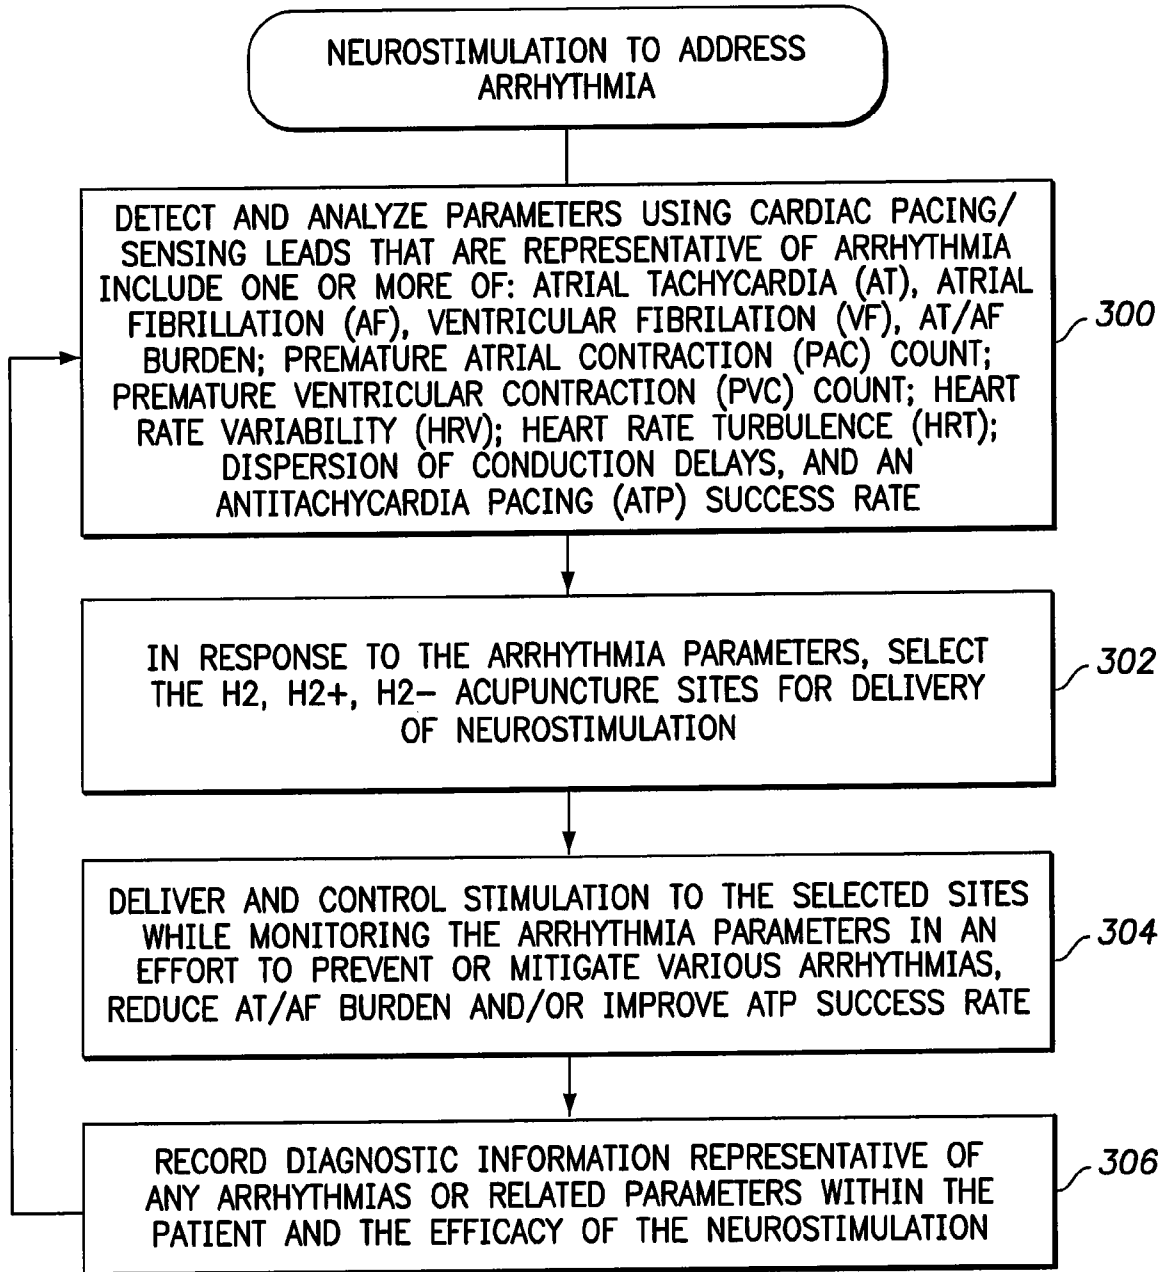 NEUROSTIMULATION TO ADDRESS
ARRHYTHMIA
DETECT AND ANALYZE PARAMETERS USING CARDIAC PACING/
SENSING LEADS THAT ARE REPRESENTATIVE OF ARRHYTHMIA
INCLUDE ONE OR MORE OF: ATRIAL TACHYCARDIA (AT), ATRIAL
FIBRILLATION (AF), VENTRICULAR FIBRILATION (VF), AT/AF
BURDEN; PREMATURE ATRIAL CONTRACTION (PAC) COUNT;
PREMATURE VENTRICULAR CONTRACTION (PVC) COUNT; HEART
RATE VARIABILITY (HRV); HEART RATE TURBULENCE (HRT);
DISPERSION OF CONDUCTION DELAYS, AND AN
ANTITACHYCARDIA PACING (ATP) SUCCESS RATE
300
IN RESPONSE TO THE ARRHYTHMIA PARAMETERS, SELECT
THE H2, H2+, H2- ACUPUNCTURE SITES FOR DELIVERY
OF NEUROSTIMULATION
302
DELIVER AND CONTROL STIMULATION TO THE SELECTED SITES
WHILE MONITORING THE ARRHYTHMIA PARAMETERS IN AN
EFFORT TO PREVENT OR MITIGATE VARIOUS ARRHYTHMIAS,
REDUCE AT/AF BURDEN AND/OR IMPROVE ATP SUCCESS RATE
304
RECORD DIAGNOSTIC INFORMATION REPRESENTATIVE OF
ANY ARRHYTHMIAS OR RELATED PARAMETERS WITHIN THE
PATIENT AND THE EFFICACY OF THE NEUROSTIMULATION
306